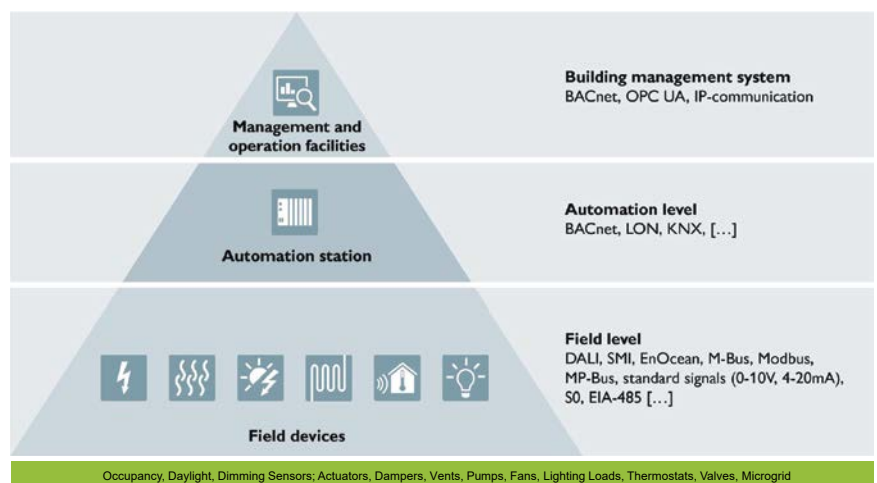 Management and
operation facilities
Building management system
BACnet, OPC UA, IP-communication
Automation station
Automation level
BACnet, LON, KNX, […]
Field devices
Field level
DALI, SMI, EnOcean, M-Bus, Modbus,
MP-Bus, standard signals (0-10V, 4-20mA),
S0, EIA-485 […]
Occupancy, Daylight, Dimming Sensors; Actuators, Dampers, Vents, Pumps, Fans, Lighting Loads, Thermostats, Valves, Microgrid